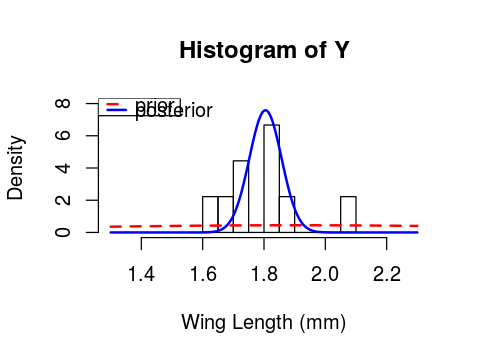 Histogram of Y
prior
posterior
Density
0 2 4 6 8
1.4 1.6 1.8 2.0 2.2
Wing Length (mm)